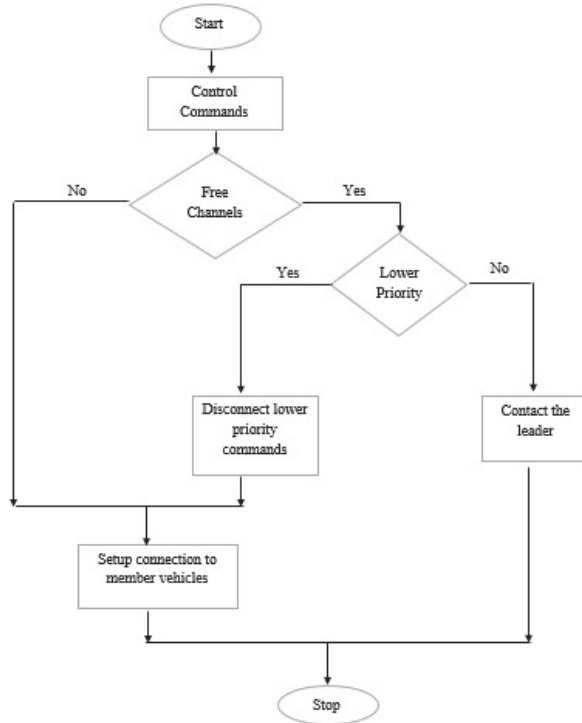 Start
Control
Commands
No
Free
Channels
Yes
Yes
Lower
Priority
No
Disconnect lower
priority
commands
Contact the
leader
Setup connection to
member vehicles
Stop